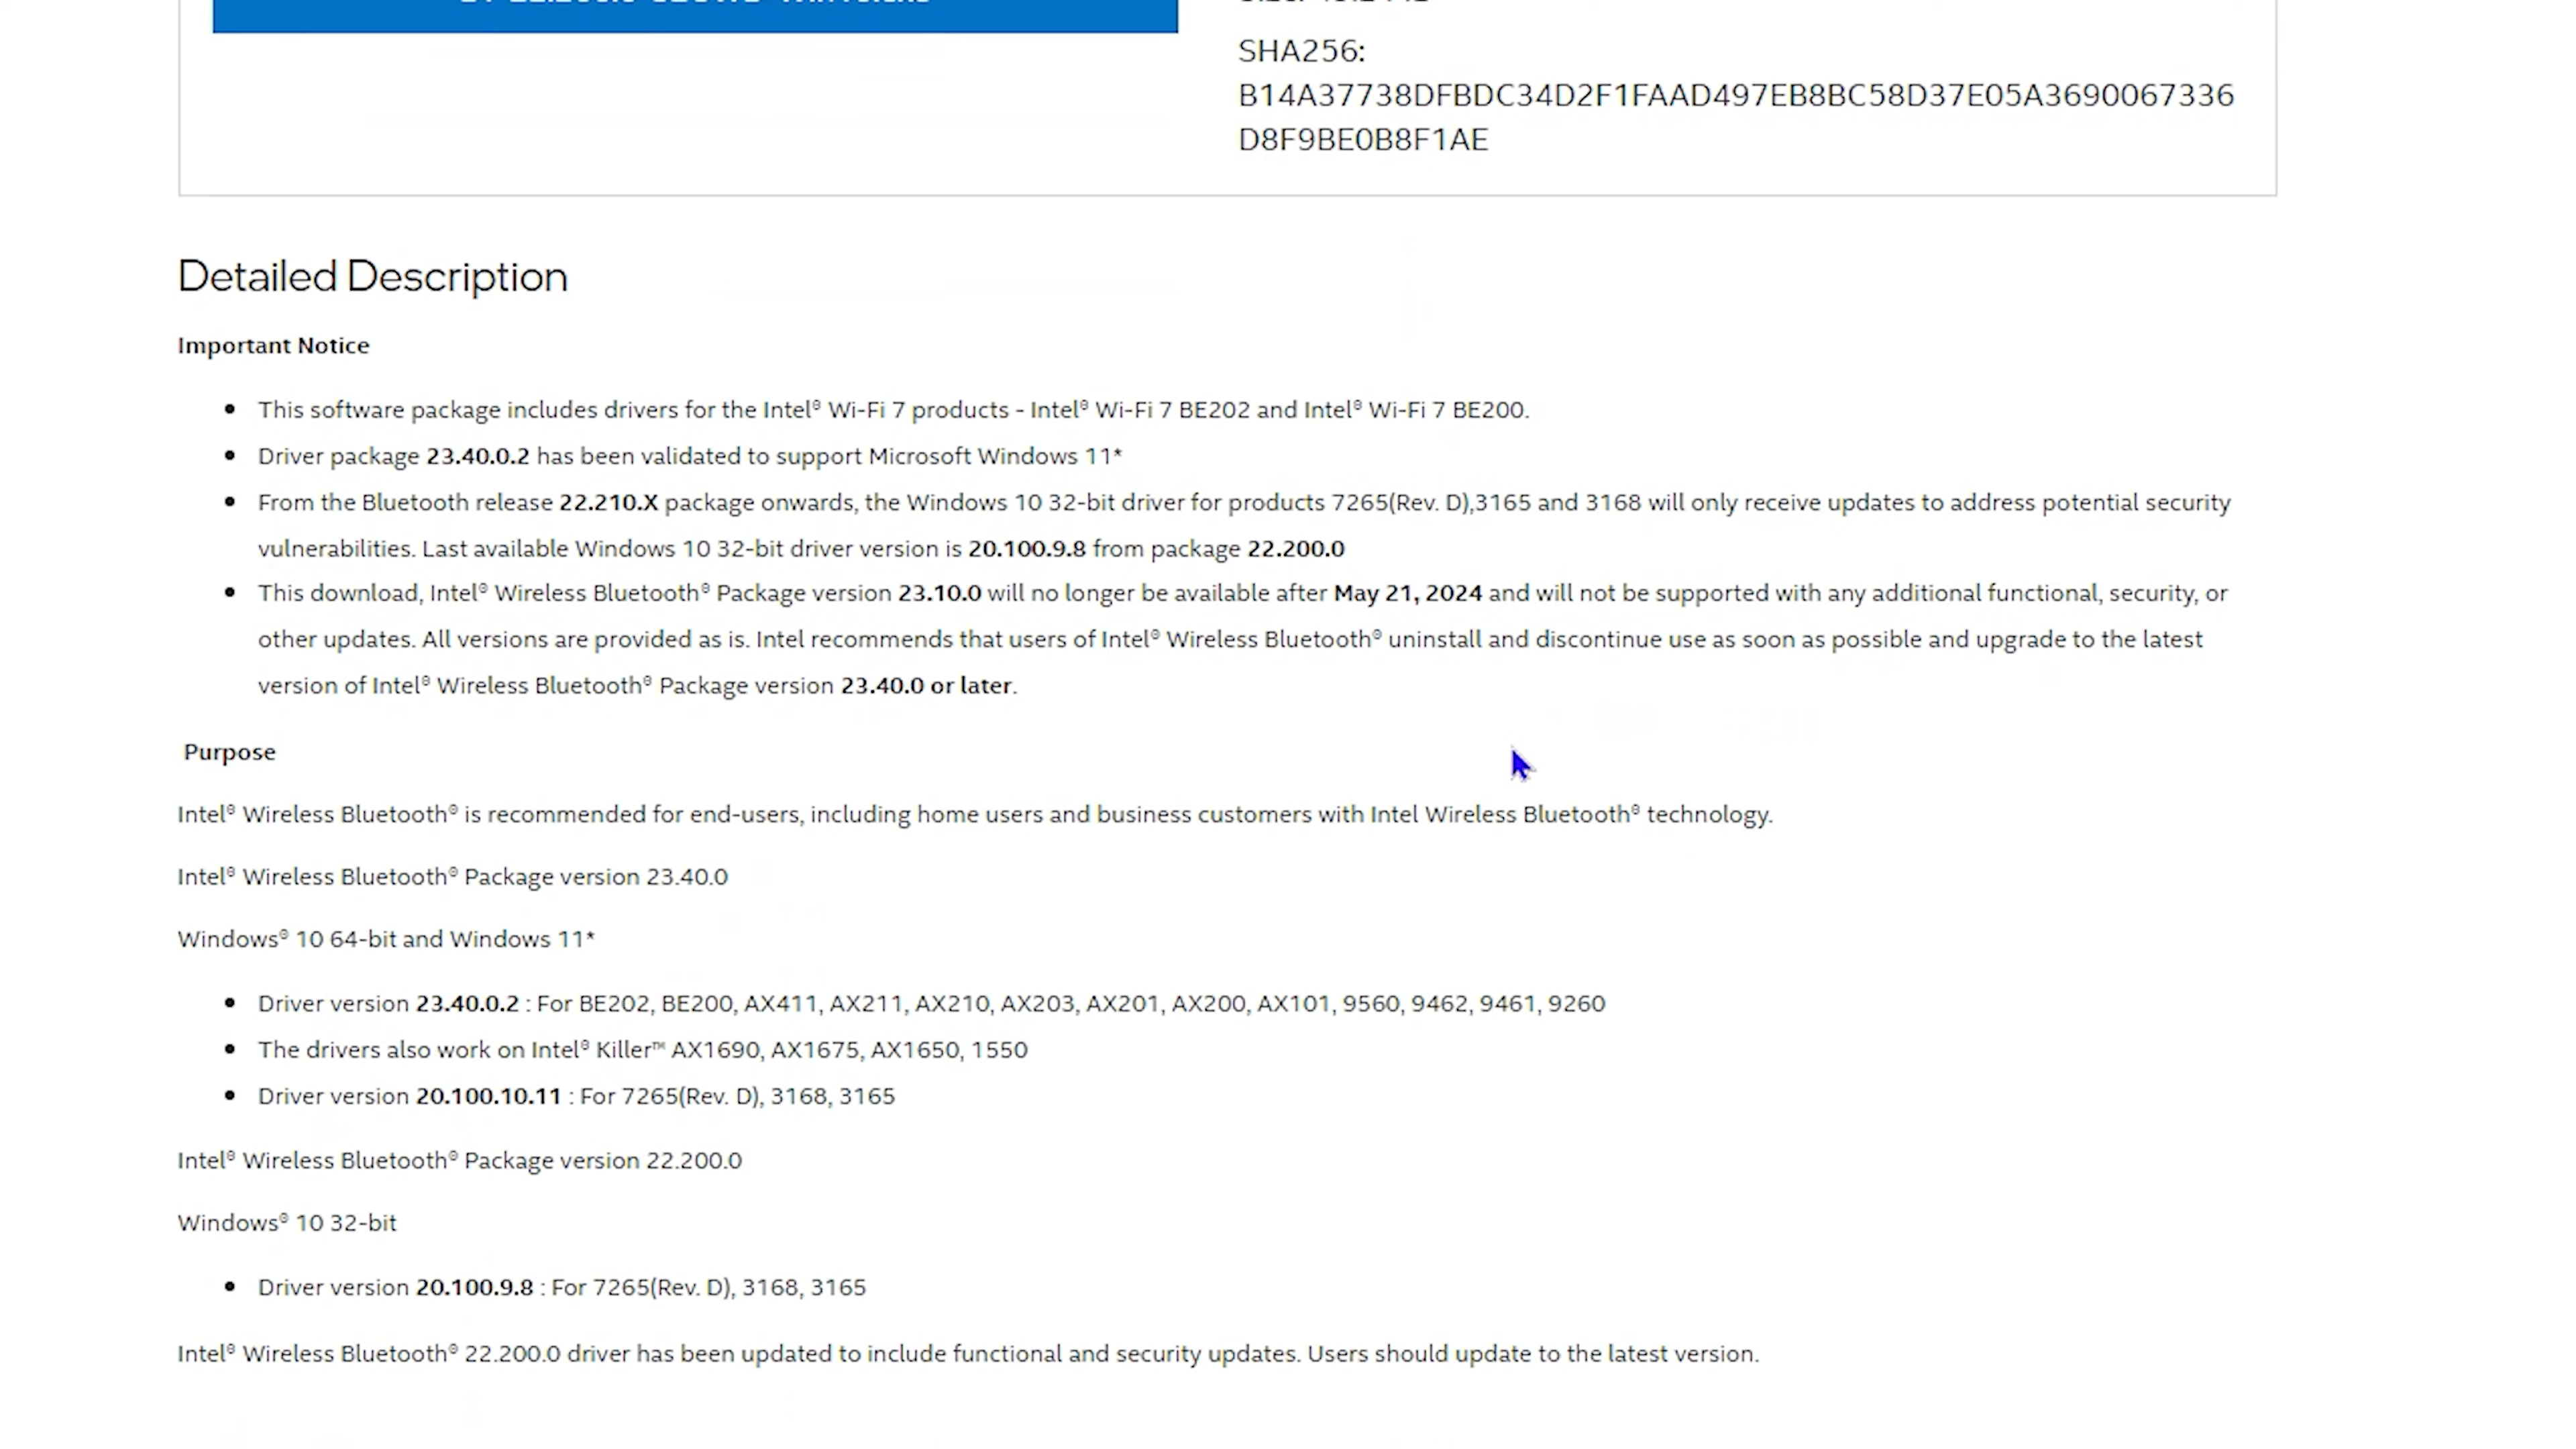 SHA256:
B14A37738DFBDC34D2F1FAAD497EB8BC58D37E05A3690067336
D8F9BE0B8F1AE
Detailed Description
Important Notice
• This software package includes drivers for the Intel® Wi-Fi 7 products - Intel® Wi-Fi 7 BE202 and Intel® Wi-Fi 7 BE200.
• Driver package 23.40.0.2 has been validated to support Microsoft Windows 11*
• From the Bluetooth release 22.210.X package onwards, the Windows 10 32-bit driver for products 7265(Rev. D),3165 and 3168 will only receive updates to address potential security
vulnerabilities. Last available Windows 10 32-bit driver version is 20.100.9.8 from package 22.200.0
• This download, Intel® Wireless Bluetooth® Package version 23.10.0 will no longer be available after May 21, 2024 and will not be supported with any additional functional, security, or
other updates. All versions are provided as is. Intel recommends that users of Intel® Wireless Bluetooth® uninstall and discontinue use as soon as possible and upgrade to the latest
version of Intel® Wireless Bluetooth® Package version 23.40.0 or later.
Purpose
Intel® Wireless Bluetooth® is recommended for end-users, including home users and business customers with Intel Wireless Bluetooth® technology.
Intel® Wireless Bluetooth® Package version 23.40.0
Windows® 10 64-bit and Windows 11*
• Driver version 23.40.0.2 : For BE202, BE200, AX411, AX211, AX210, AX203, AX201, AX200, AX101, 9560, 9462, 9461, 9260
• The drivers also work on Intel® Killer™ AX1690, AX1675, AX1650, 1550
• Driver version 20.100.10.11 : For 7265(Rev. D), 3168, 3165
Intel® Wireless Bluetooth® Package version 22.200.0
Windows® 10 32-bit
• Driver version 20.100.9.8 : For 7265(Rev. D), 3168, 3165
Intel® Wireless Bluetooth® 22.200.0 driver has been updated to include functional and security updates. Users should update to the latest version.